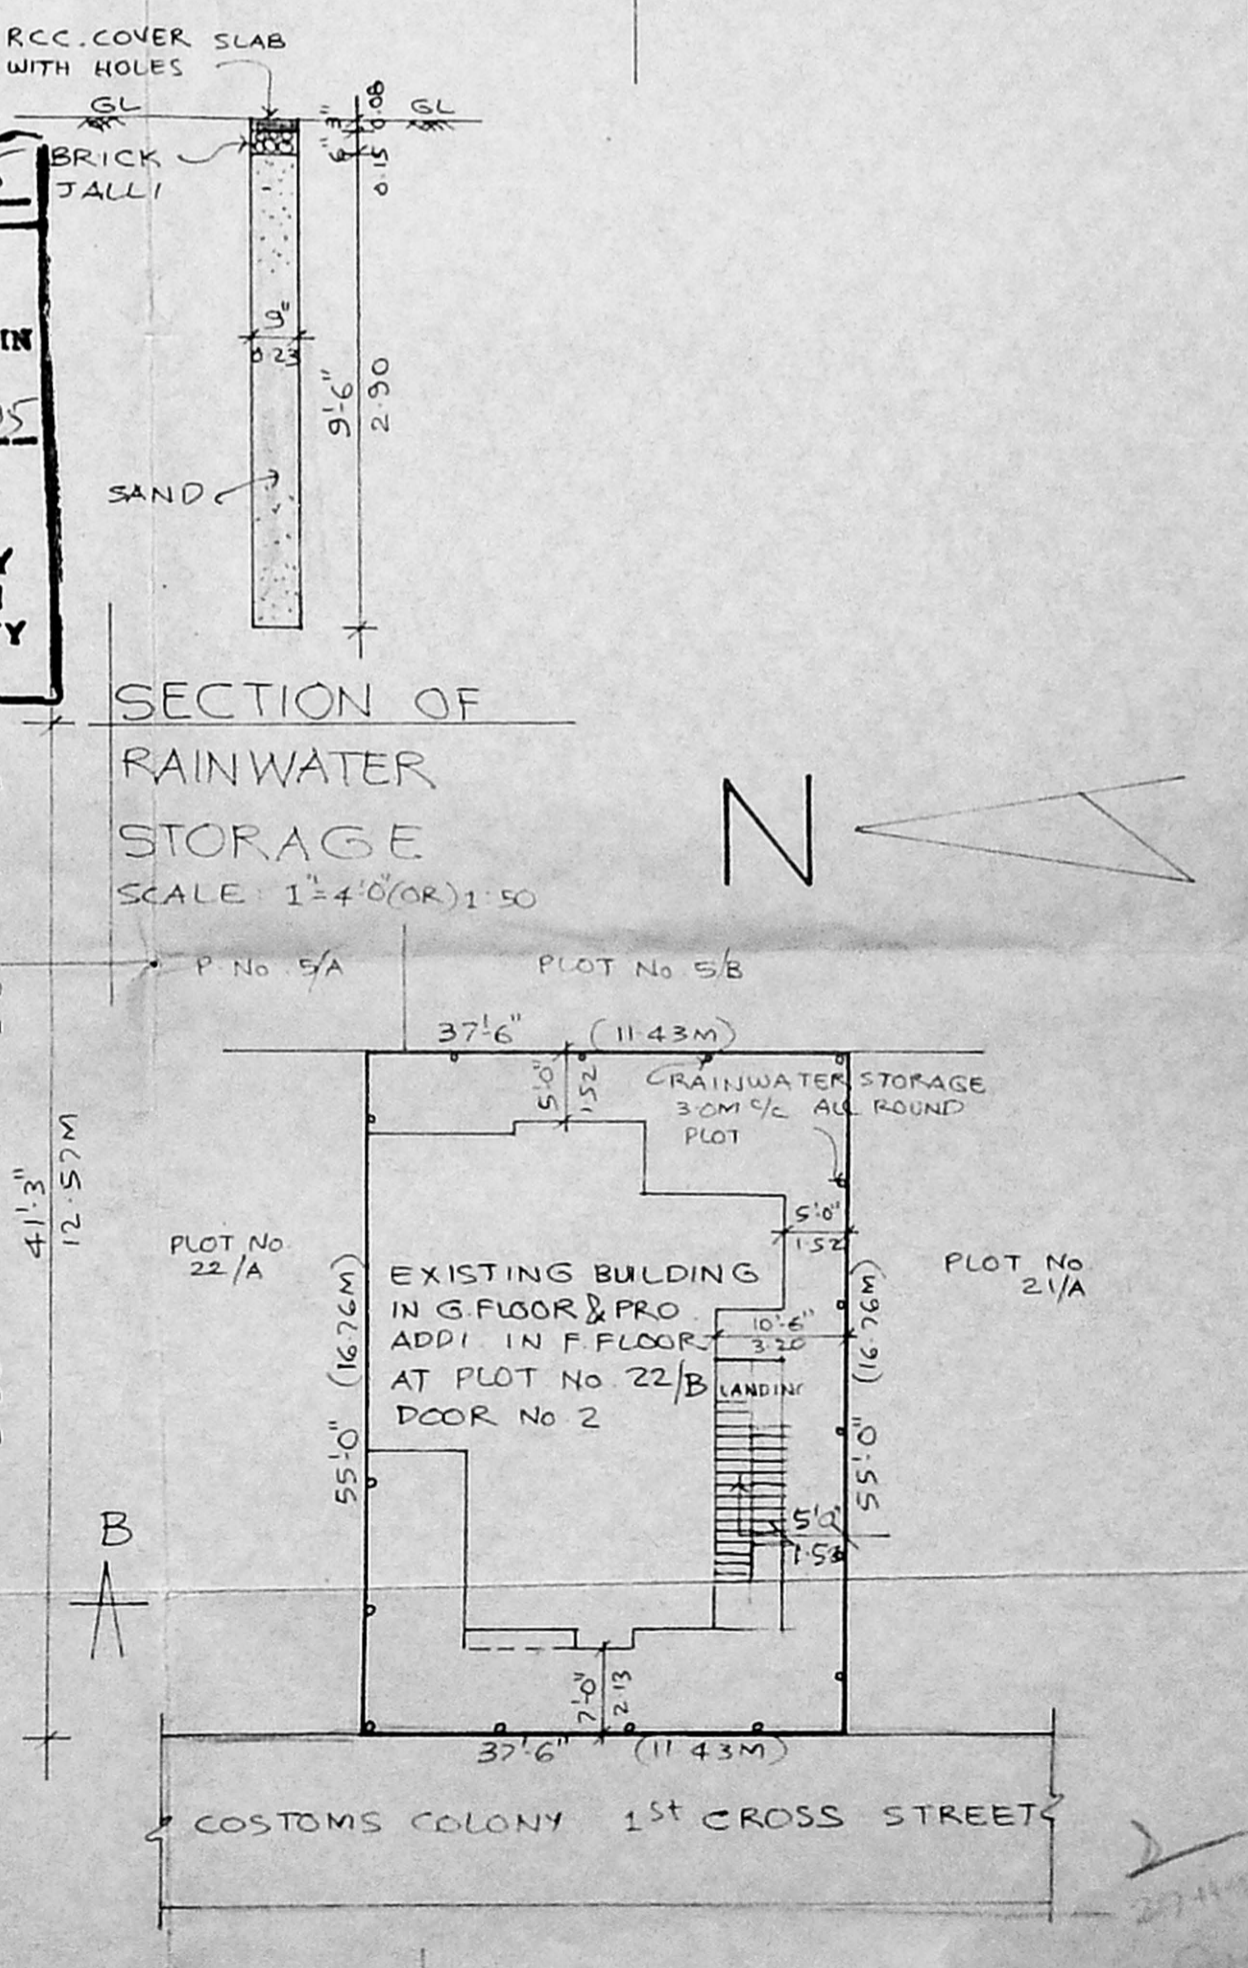 RCC.COVER SLAB
WITH HOLES
GL
GL
3" 0.08
6" 0.15
BRICK
JALLI
IN
9"
0.23
9'-6"
2.90
SAND
Y
TY
SECTION OF
RAINWATER
STORAGE
SCALE 1"=4'-0"(OR)1:50
N
P. No. 5/A
PLOT No 5/B
37'-6" (11.43M)
5'-0"
1.52
RAINWATER STORAGE
3.0M C/C ALL ROUND
PLOT
41'-3"
12.57M
5'-0"
1.52
PLOT No.
22/A
PLOT No.
21/A
55'-0" (16.76M)
EXISTING BUILDING
IN G.FLOOR & PRO.
ADDI. IN F.FLOOR
AT PLOT No. 22/B
DOOR No 2
10'-6"
3.20
LANDING
55'-0" (16.76M)
5'-0"
1.52
B
7'-0"
2.13
37'-6" (11.43M)
COSTOMS COLONY 1st CROSS STREET